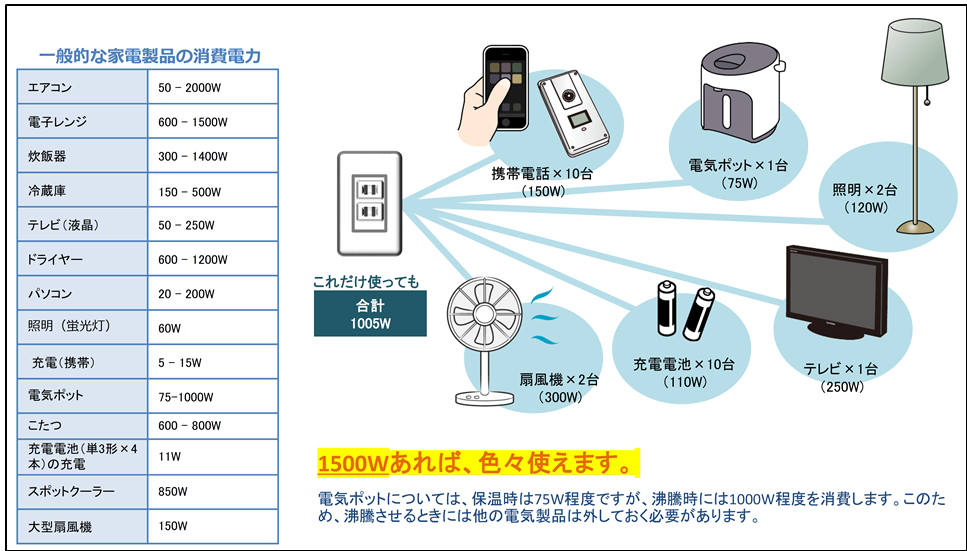 一般的な家電製品の消費電力
エアコン 50 - 2000W
電子レンジ 600 - 1500W
炊飯器 300 - 1400W
冷蔵庫 150 - 500W
テレビ（液晶） 50 - 250W
ドライヤー 600 - 1200W
パソコン 20 - 200W
照明（蛍光灯） 60W
充電（携帯） 5 - 15W
電気ポット 75-1000W
こたつ 600 - 800W
充電電池（単3形×4
本）の充電 11W
スポットクーラー 850W
大型扇風機 150W
携帯電話×10台
（150W）
電気ポット×1台
（75W）
照明×2台
（120W）
これだけ使っても
合計
1005W
扇風機×2台
（300W）
充電電池×10台
（110W）
テレビ×1台
（250W）
1500Wあれば、色々使えます。
電気ポットについては、保温時は75W程度ですが、沸騰時には1000W程度を消費します。このた
め、沸騰させるときには他の電気製品は外しておく必要があります。